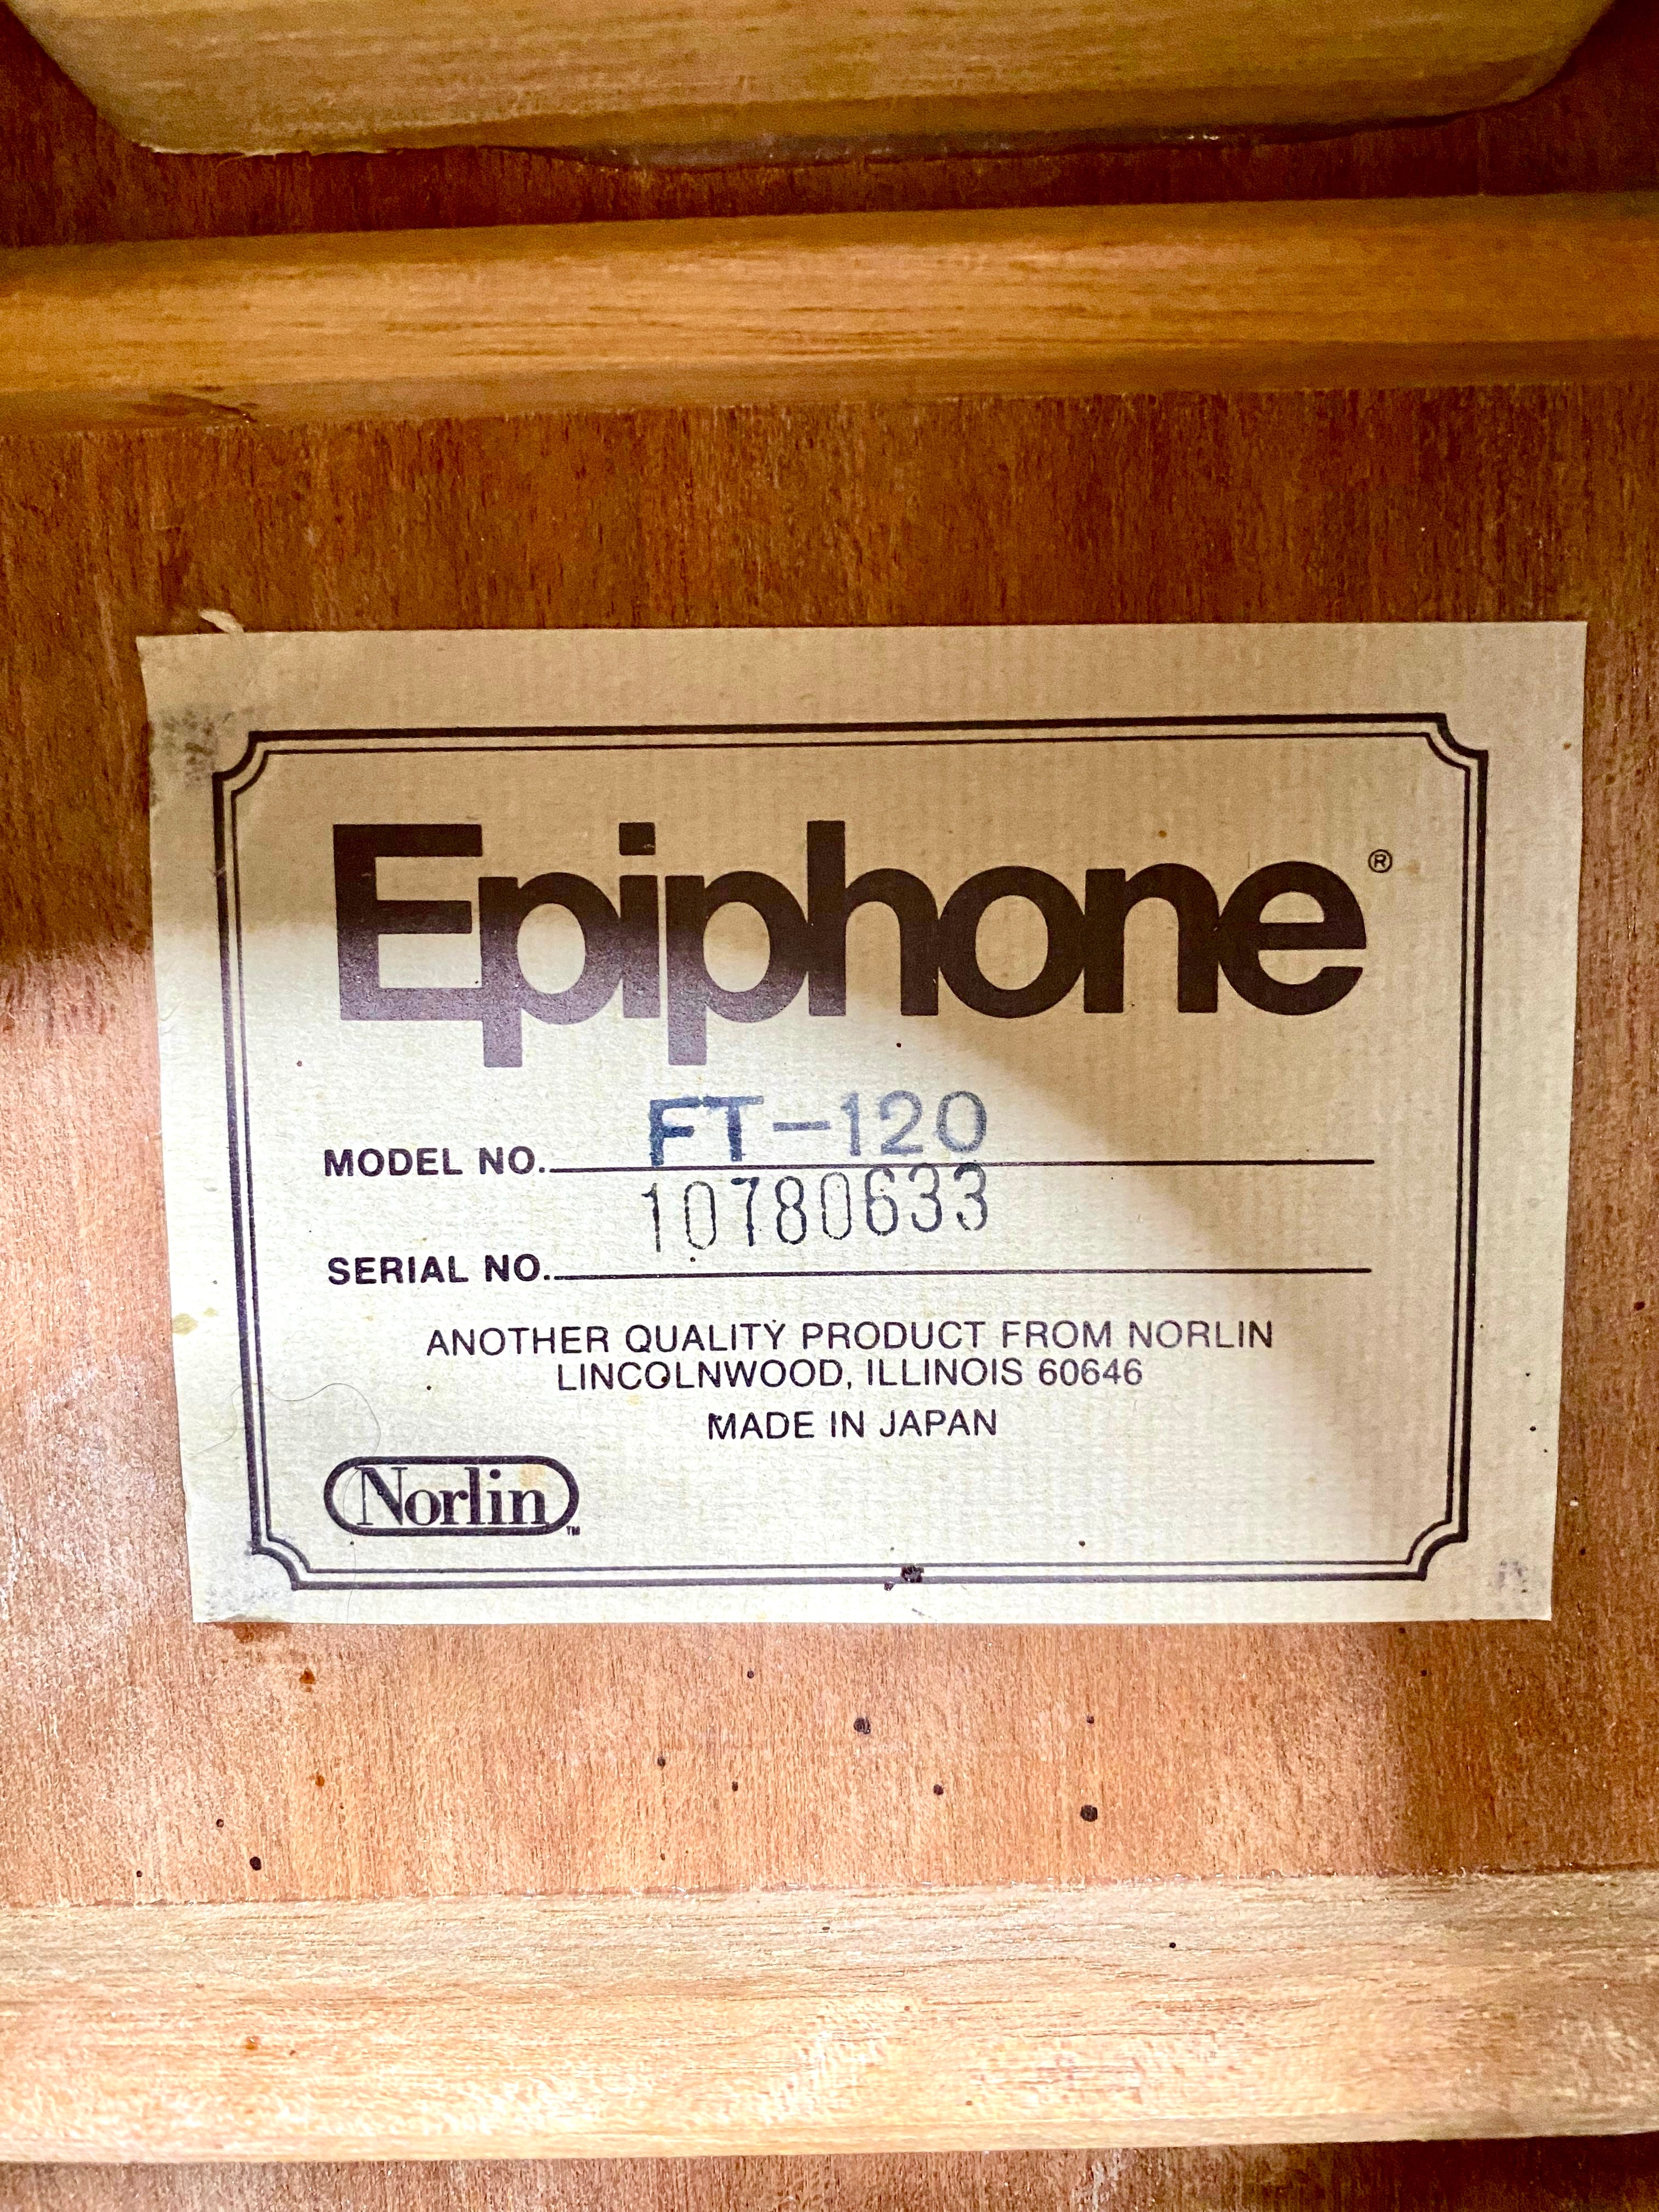 Epiphone®
MODEL NO. FT-120
SERIAL NO. 10780633
ANOTHER QUALITY PRODUCT FROM NORLIN
LINCOLNWOOD, ILLINOIS 60646
MADE IN JAPAN
Norlin™